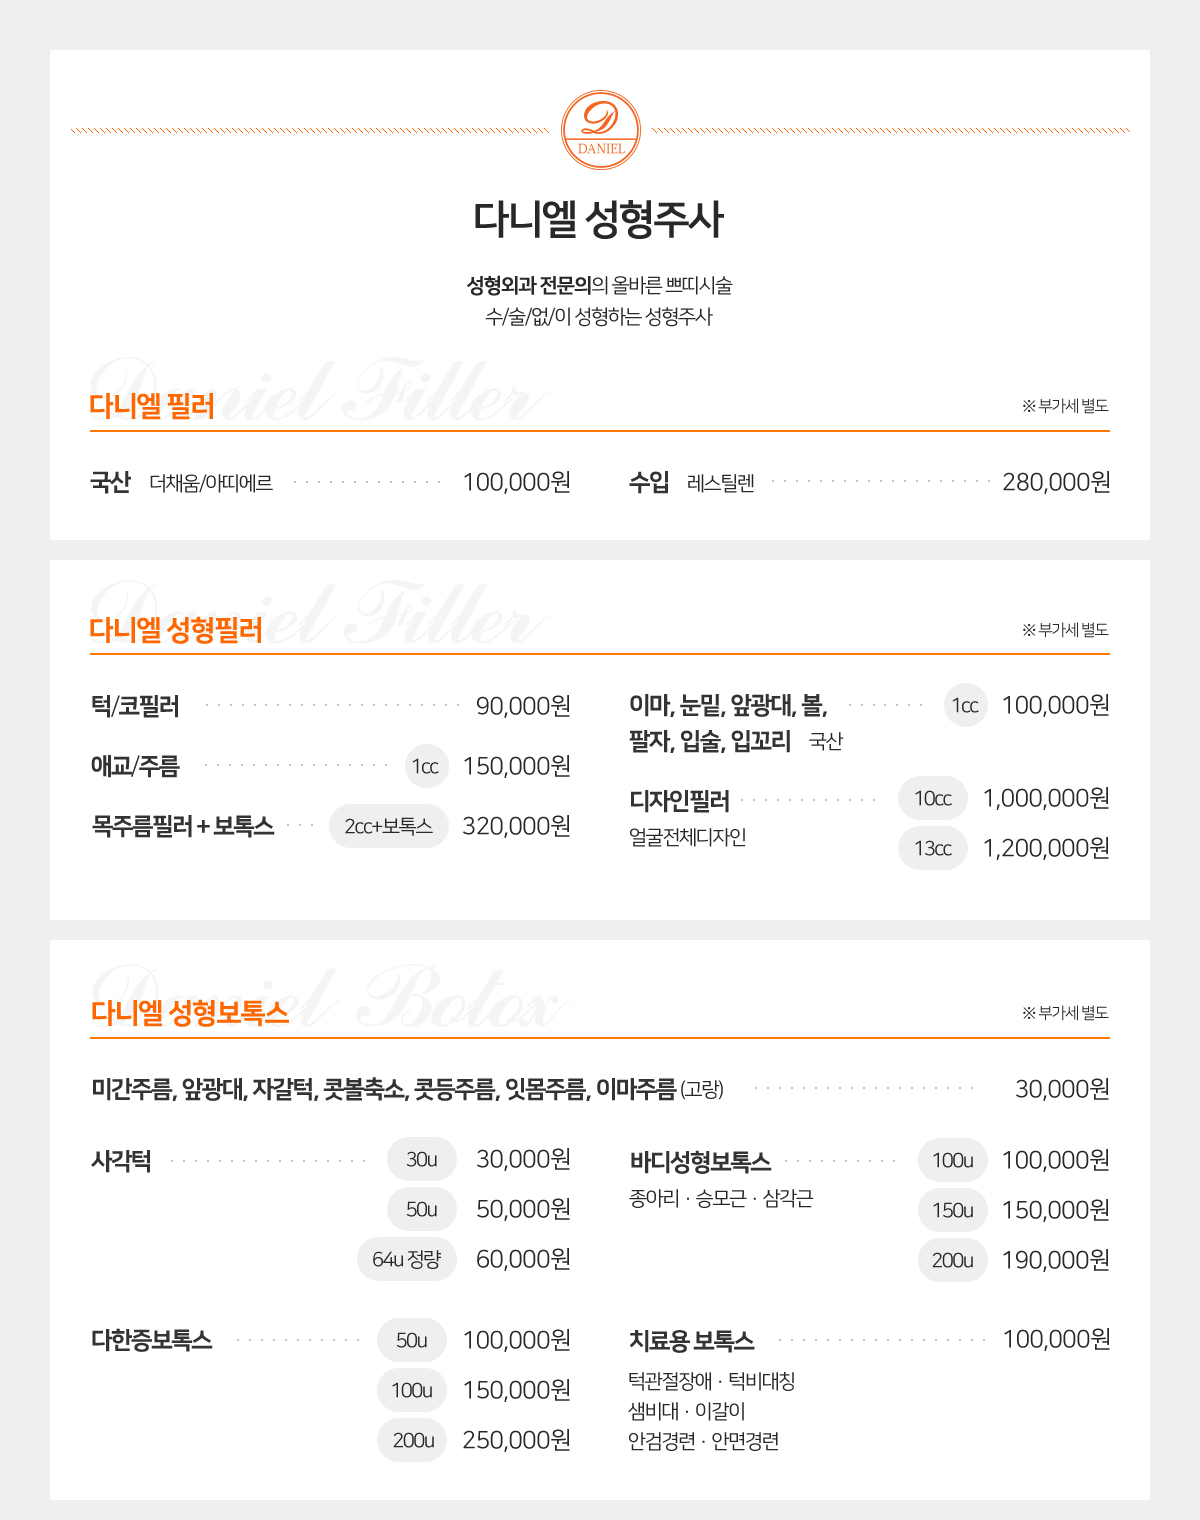 D
DANIEL
다니엘 성형주사
성형외과 전문의의 올바른 쁘띠시술
수/술/없/이 성형하는 성형주사
Daniel Filler
다니엘 필러
※ 부가세 별도
국산 더채움/아띠에르 100,000원
수입 레스틸렌 280,000원
Daniel Filler
다니엘 성형필러
※ 부가세 별도
턱/코필러 90,000원
애교/주름 1cc 150,000원
목주름필러 + 보톡스 2cc+보톡스 320,000원
이마, 눈밑, 앞광대, 볼, 1cc 100,000원
팔자, 입술, 입꼬리 국산
디자인필러 10cc 1,000,000원
얼굴전체디자인
13cc 1,200,000원
Daniel Botox
다니엘 성형보톡스
※ 부가세 별도
미간주름, 앞광대, 자갈턱, 콧볼축소, 콧등주름, 잇몸주름, 이마주름 (고랑) 30,000원
사각턱 30u 30,000원
50u 50,000원
64u 정량 60,000원
바디성형보톡스 100u 100,000원
종아리 · 승모근 · 삼각근
150u 150,000원
200u 190,000원
다한증보톡스 50u 100,000원
100u 150,000원
200u 250,000원
치료용 보톡스 100,000원
턱관절장애 · 턱비대칭
샘비대 · 이갈이
안검경련 · 안면경련